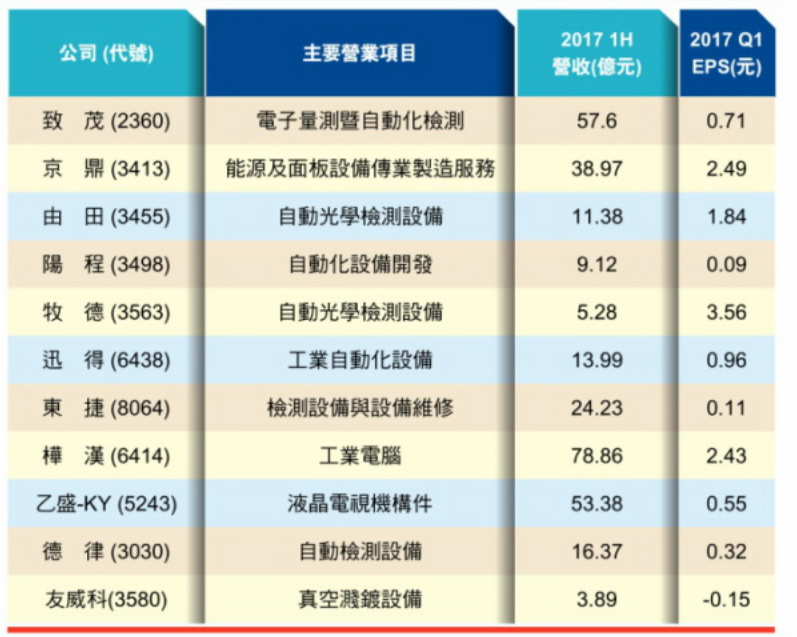 公司 (代號) 主要營業項目 2017 1H 營收(億元) 2017 Q1 EPS(元)
致 茂 (2360) 電子量測暨自動化檢測 57.6 0.71
京 鼎 (3413) 能源及面板設備傳業製造服務 38.97 2.49
由 田 (3455) 自動光學檢測設備 11.38 1.84
陽 程 (3498) 自動化設備開發 9.12 0.09
牧 德 (3563) 自動光學檢測設備 5.28 3.56
迅 得 (6438) 工業自動化設備 13.99 0.96
東 捷 (8064) 檢測設備與設備維修 24.23 0.11
樺 漢 (6414) 工業電腦 78.86 2.43
乙盛-KY (5243) 液晶電視機構件 53.38 0.55
德 律 (3030) 自動檢測設備 16.37 0.32
友威科(3580) 真空濺鍍設備 3.89 -0.15